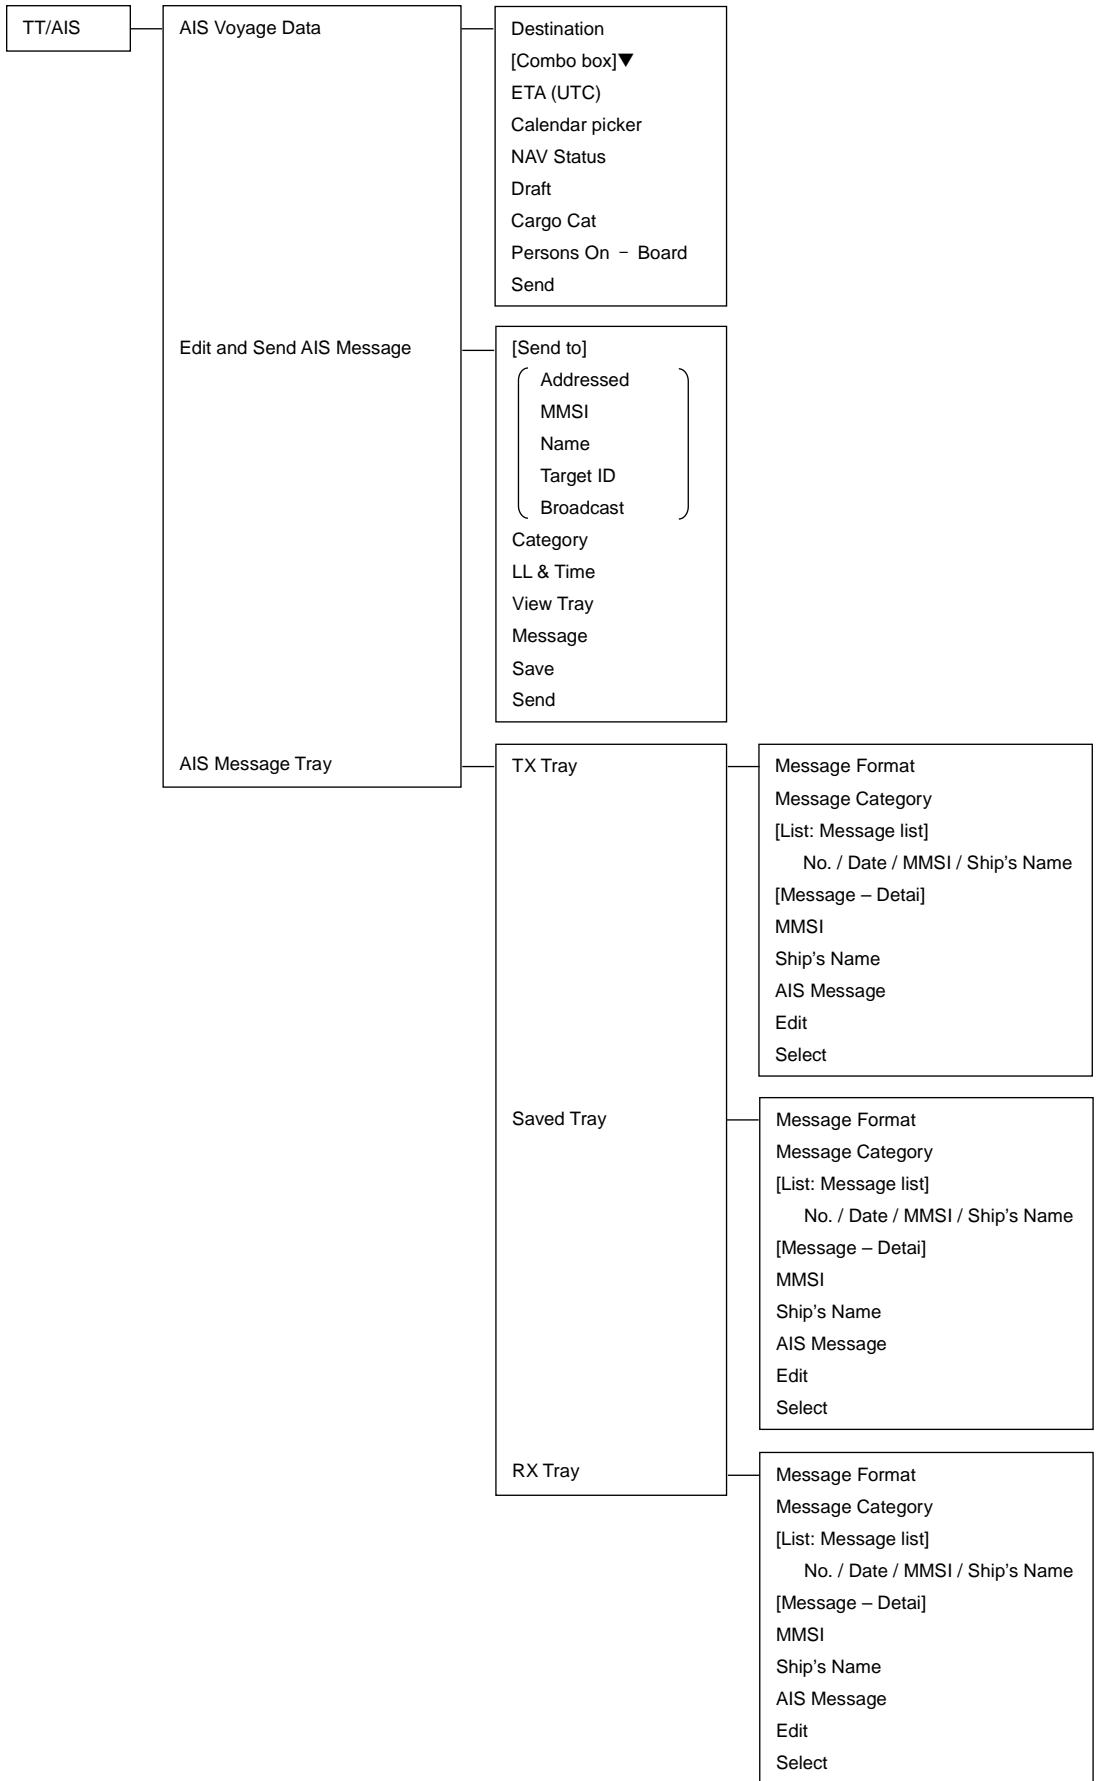 TT/AIS
AIS Voyage Data
Destination
[Combo box]▼
ETA (UTC)
Calendar picker
NAV Status
Draft
Cargo Cat
Persons On － Board
Send
Edit and Send AIS Message
[Send to]
Addressed
MMSI
Name
Target ID
Broadcast
Category
LL & Time
View Tray
Message
Save
Send
AIS Message Tray
TX Tray
Message Format
Message Category
[List: Message list]
No. / Date / MMSI / Ship’s Name
[Message – Detai]
MMSI
Ship’s Name
AIS Message
Edit
Select
Saved Tray
Message Format
Message Category
[List: Message list]
No. / Date / MMSI / Ship’s Name
[Message – Detai]
MMSI
Ship’s Name
AIS Message
Edit
Select
RX Tray
Message Format
Message Category
[List: Message list]
No. / Date / MMSI / Ship’s Name
[Message – Detai]
MMSI
Ship’s Name
AIS Message
Edit
Select